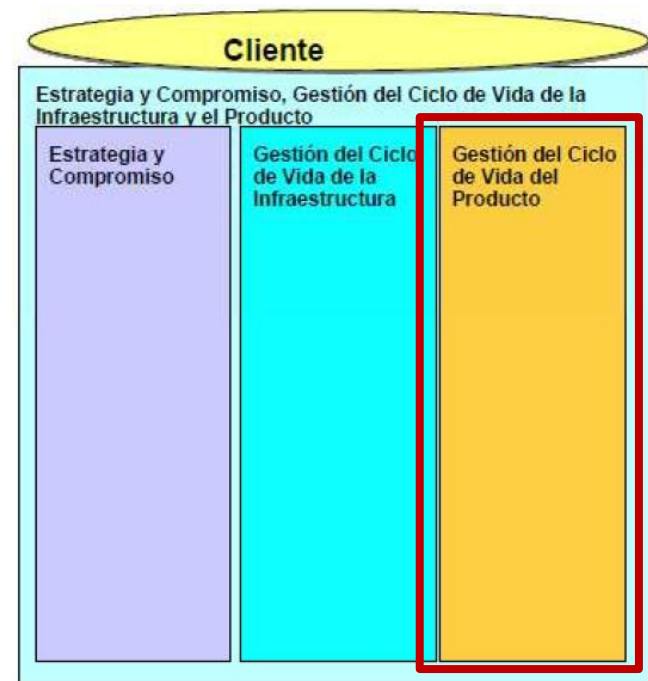 Cliente
Estrategia y Compromiso, Gestión del Ciclo de Vida de la
Infraestructura y el Producto
Estrategia y
Compromiso
Gestión del Ciclo
de Vida de la
Infraestructura
Gestión del Ciclo
de Vida del
Producto